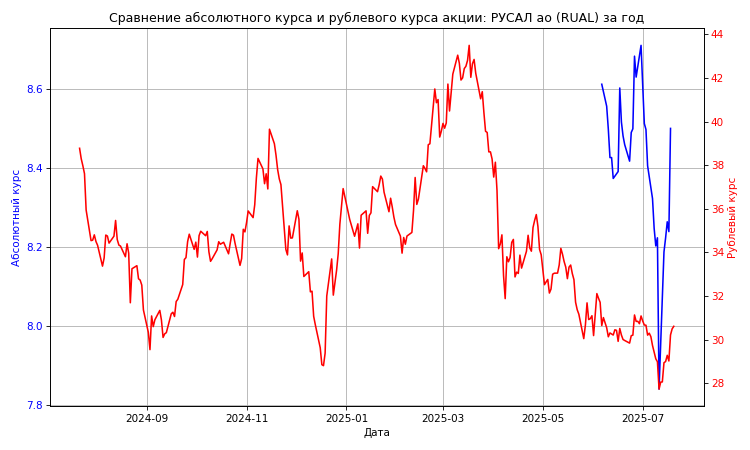 Сравнение абсолютного курса и рублевого курса акции: РУСАЛ ао (RUAL) за год
Абсолютный курс
8.6
8.4
8.2
8.0
7.8
44
42
40
38
36
34
32
30
28
Рублевый курс
2024-09 2024-11 2025-01 2025-03 2025-05 2025-07
Дата